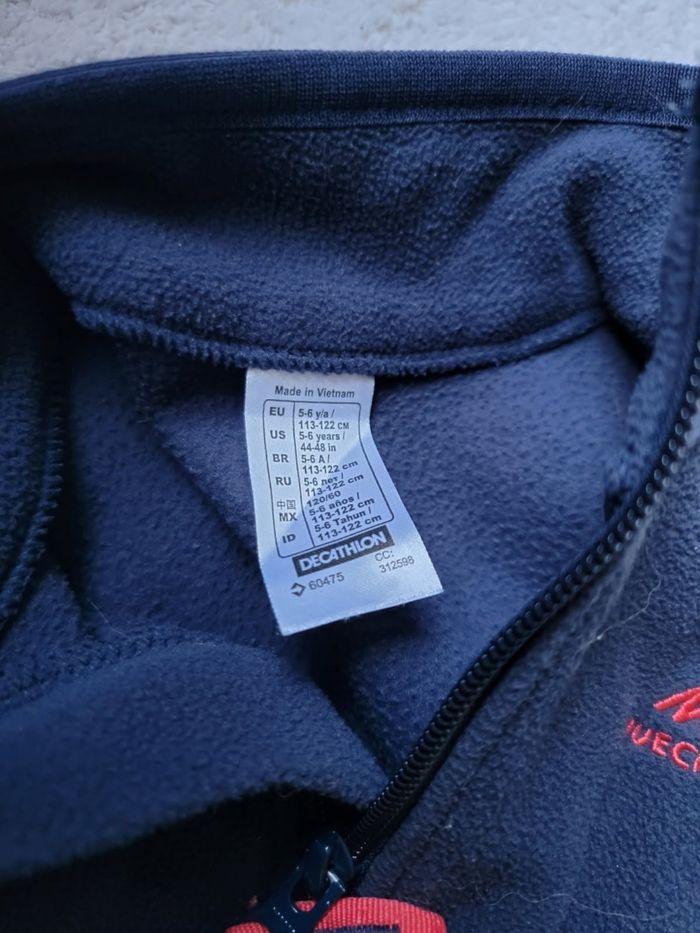 Made in Vietnam
EU 5-6 y/a /
113-122 CM
US 5-6 years /
44-48 in
BR 5-6 A /
113-122 cm
RU 5-6 лет /
113-122 cm
中国 120/60
MX 5-6 años /
113-122 cm
ID 5-6 Tahun /
113-122 cm
DECATHLON
60475
CC:
312598